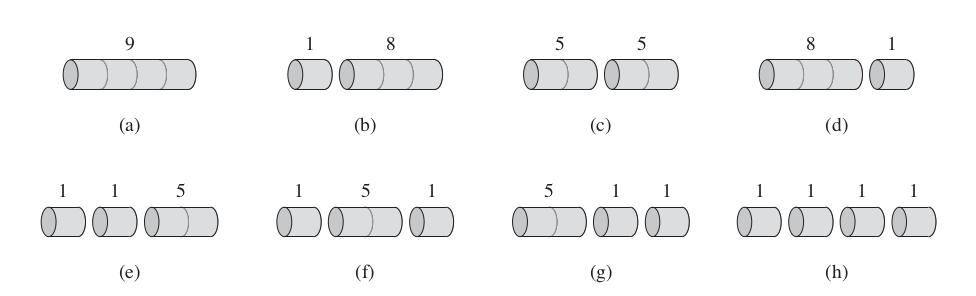 9 1 8 5 5 8 1
(a) (b) (c) (d)
1 1 5 1 5 1 5 1 1 1 1 1 1
(e) (f) (g) (h)